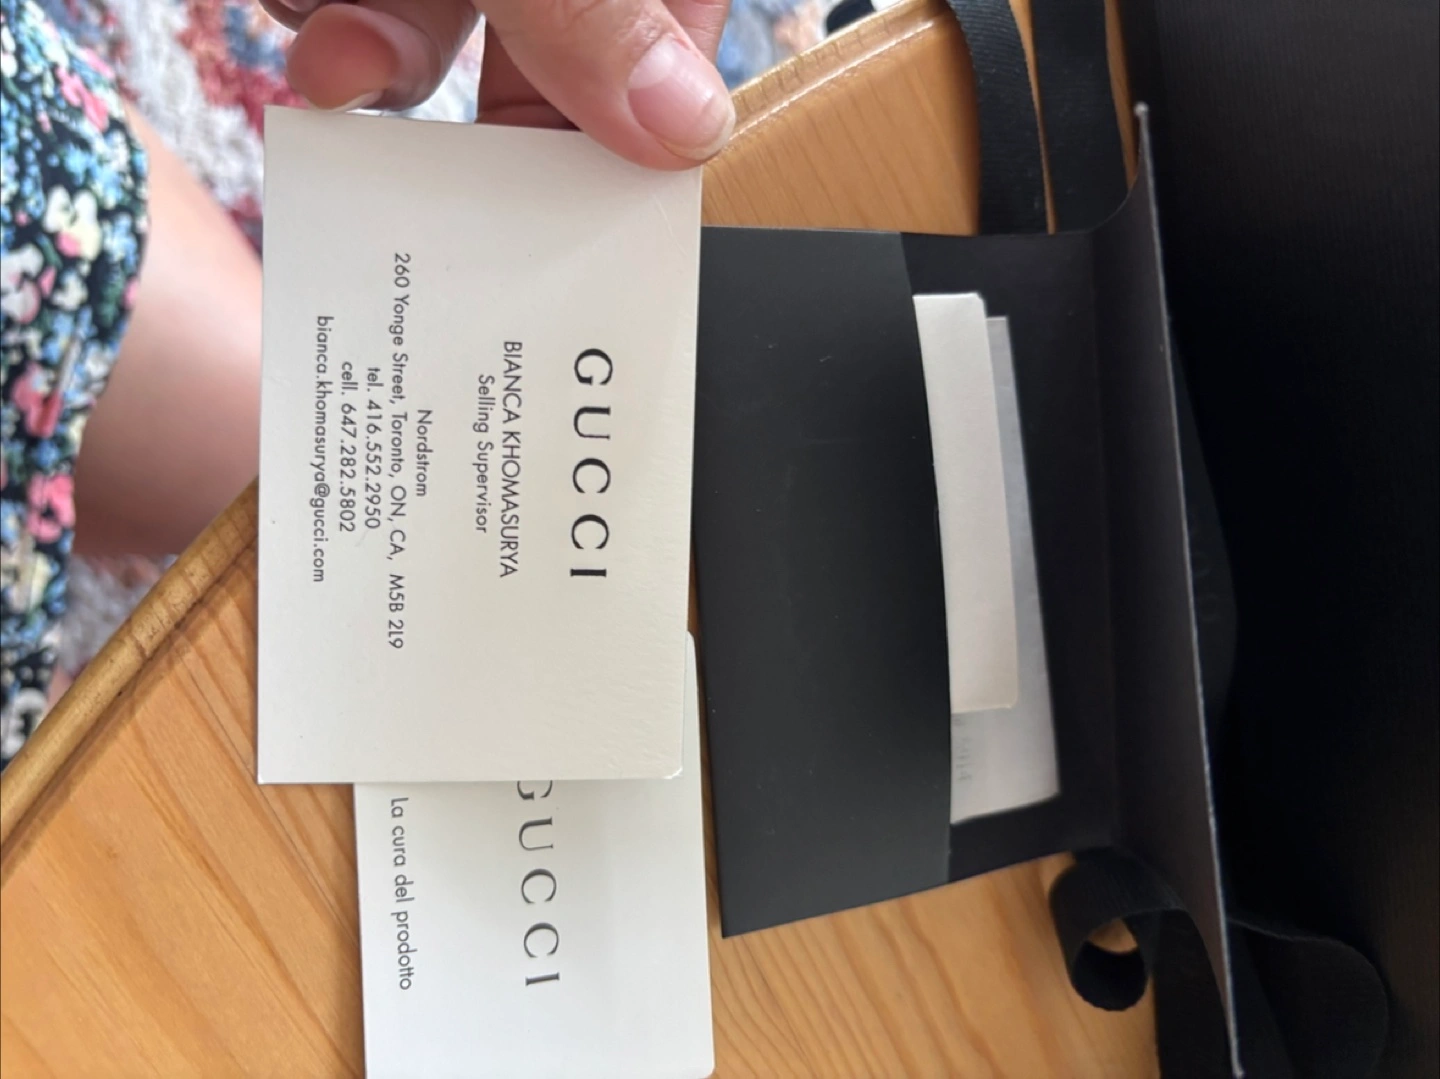 GUCCI
BIANCA KHOMASURYA
Selling Supervisor
Nordstrom
260 Yonge Street, Toronto, ON, CA, M5B 2L9
tel. 416.552.2950
cell. 647.282.5802
bianca.khomasurya@gucci.com
GUCCI
La cura del prodotto